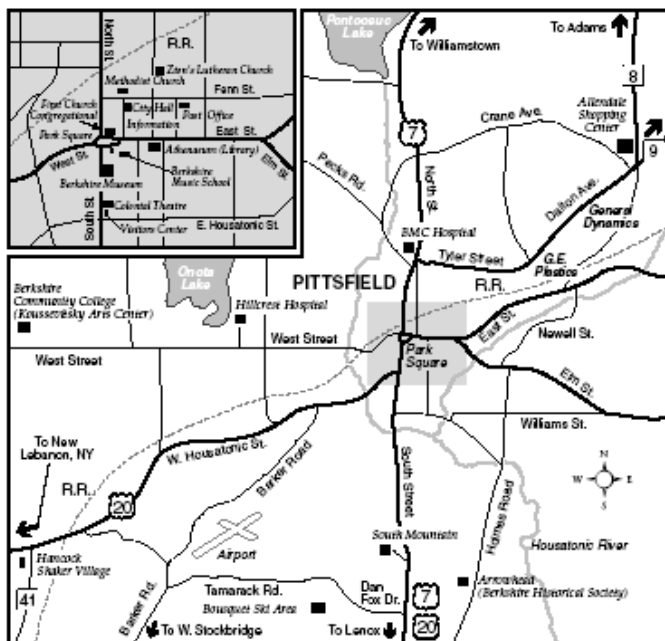 North St.
R.R.
Zion's Lutheran Church
Methodist Church
Fenn St.
First Church
Congregational
City Hall
Post Office
Information
Park Square
East St.
West St.
Athenaeum (Library)
Elm St.
Berkshire
Music School
Berkshire Museum
South St.
Colonial Theatre
E. Housatonic St.
Visitors Center
Pontoosuc
Lake
To Williamstown
To Adams
8
Allendale
Shopping
Center
7
Crane Ave.
9
North St.
Pecks Rd.
Dalton Ave.
General
Dynamics
BMC Hospital
Tyler Street
G.E.
Plastics
Onota
Lake
PITTSFIELD
R.R.
Berkshire
Community College
(Koussevitsky Arts Center)
Hillcrest Hospital
East St.
Newell St.
West Street
West Street
Park
Square
Elm St.
Williams St.
To New
Lebanon, NY
W. Housatonic St.
Barker Road
South Street
Holmes Road
N
W E
S
R.R.
20
Airport
South Mountain
Housatonic River
Hancock
Shaker Village
Arrowhead
(Berkshire Historical Society)
Tamarack Rd.
Dan
Fox Dr.
41
Barker Rd.
Bousquet Ski Area
7
20
To W. Stockbridge
To Lenox